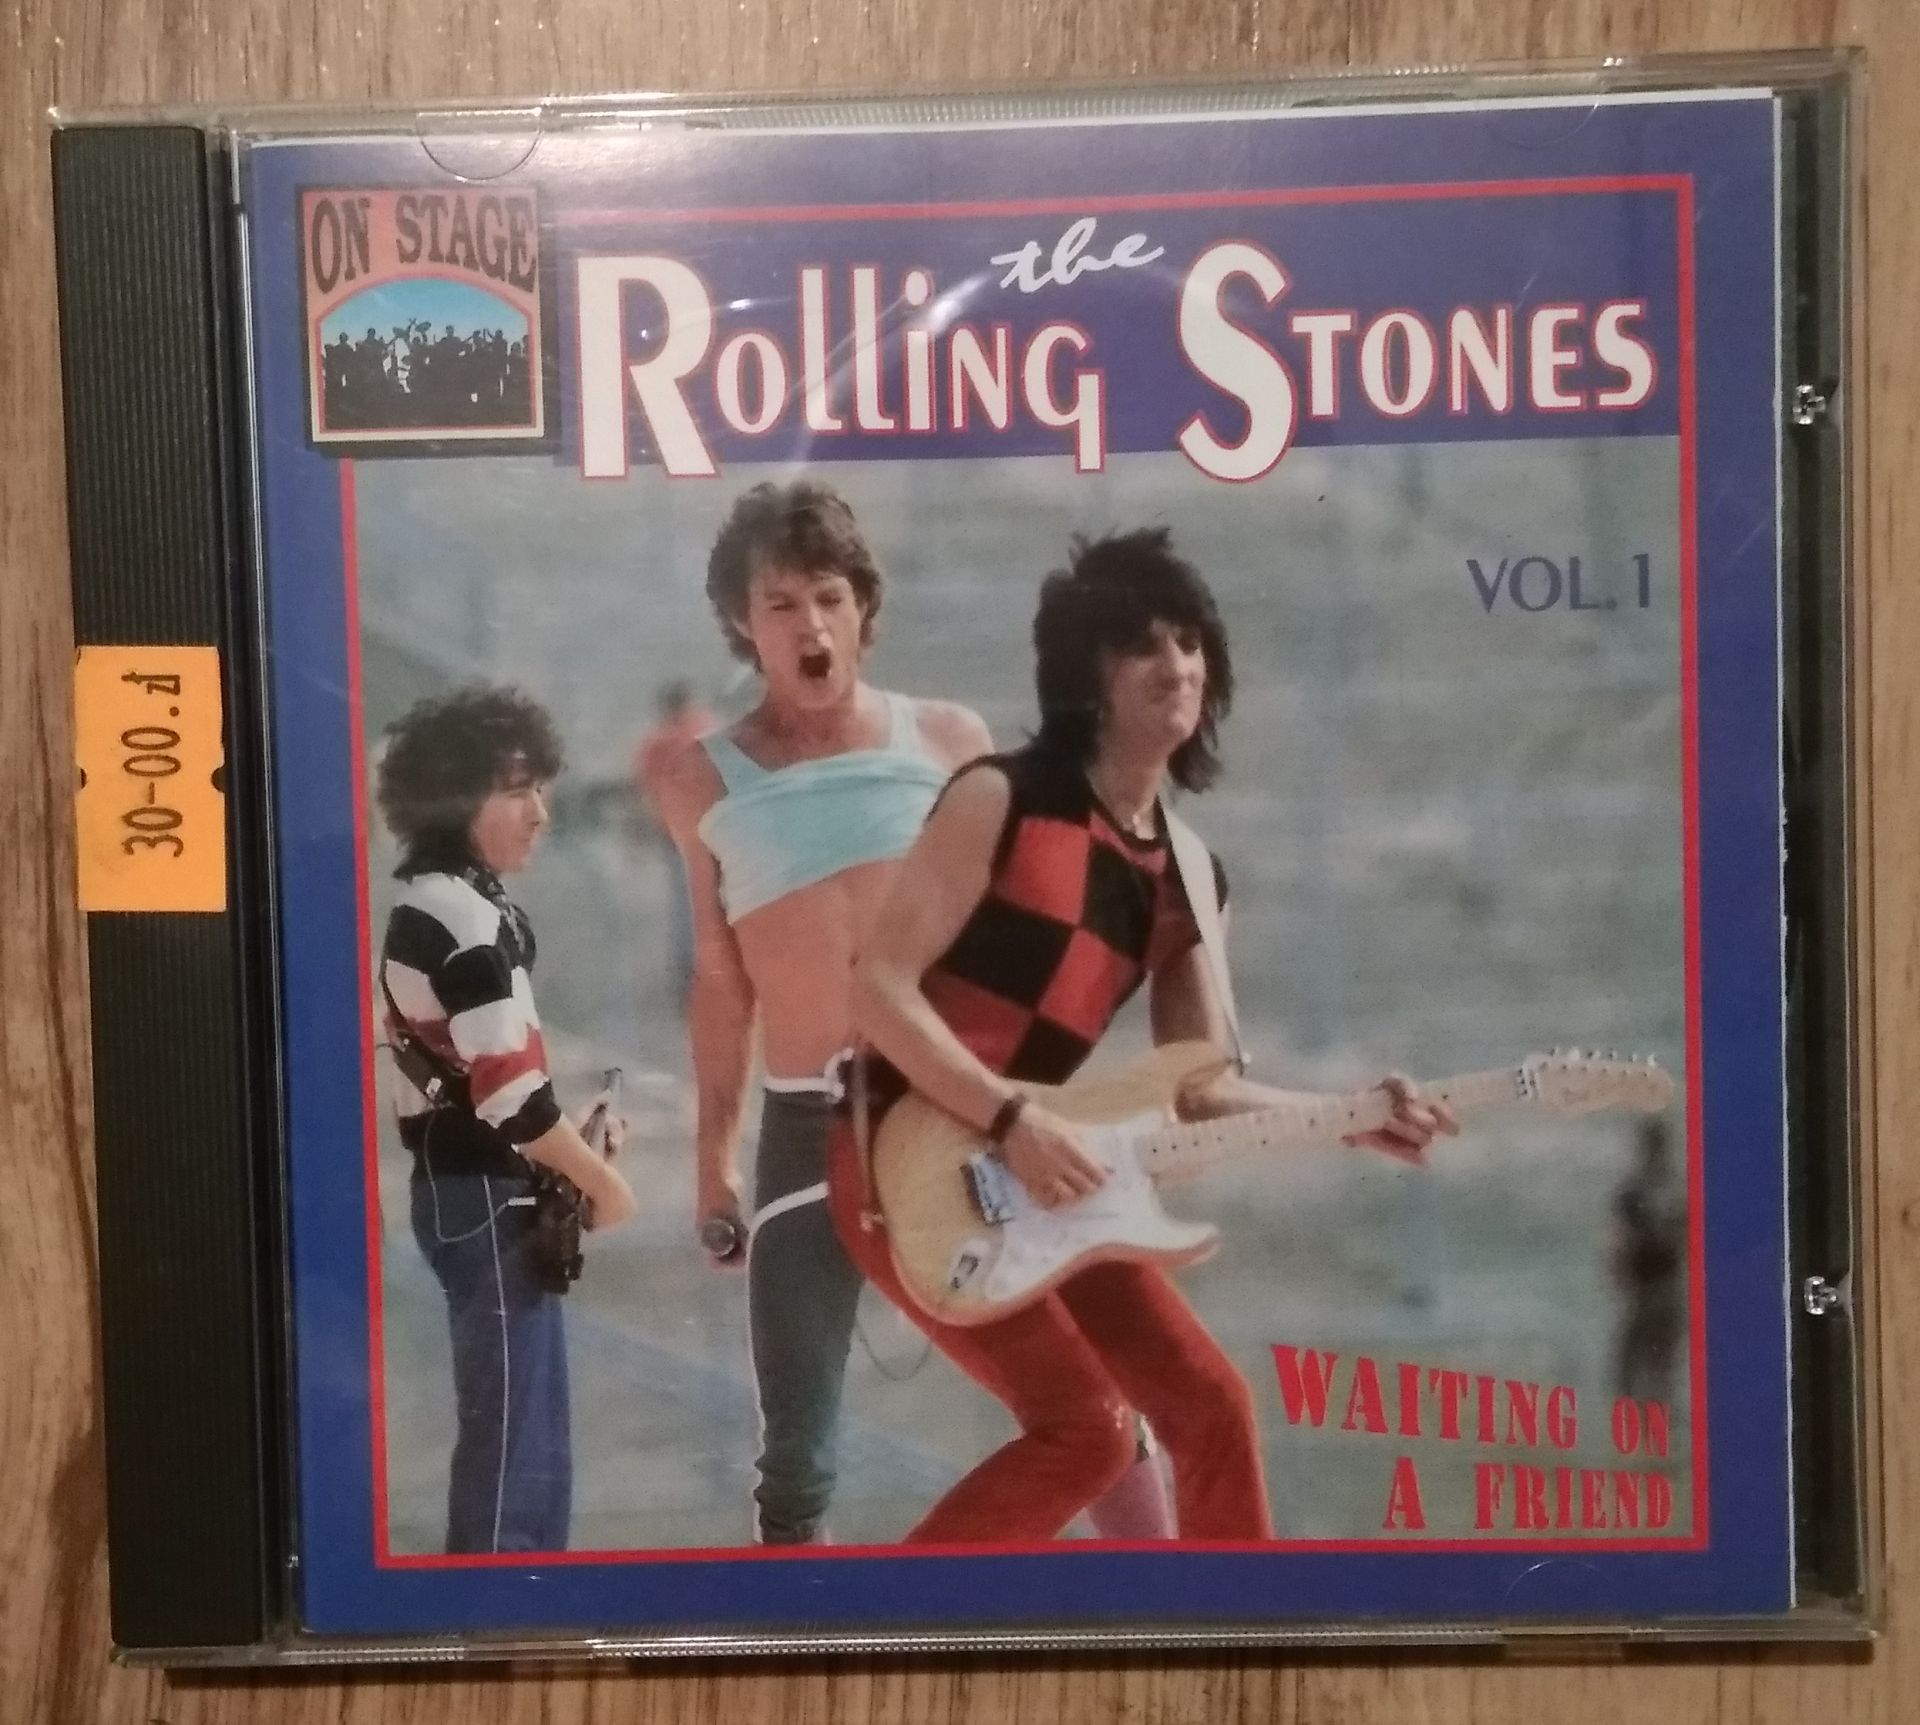 ON STAGE
the
Rolling Stones
VOL.1
30-00.zł
WAITING ON
A FRIEND